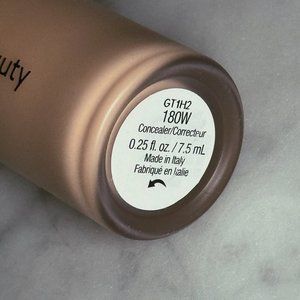 uty
GT1H2
180W
Concealer/Correcteur
0.25 fl. oz. / 7.5 mL
Made in Italy
Fabriqué en Italie